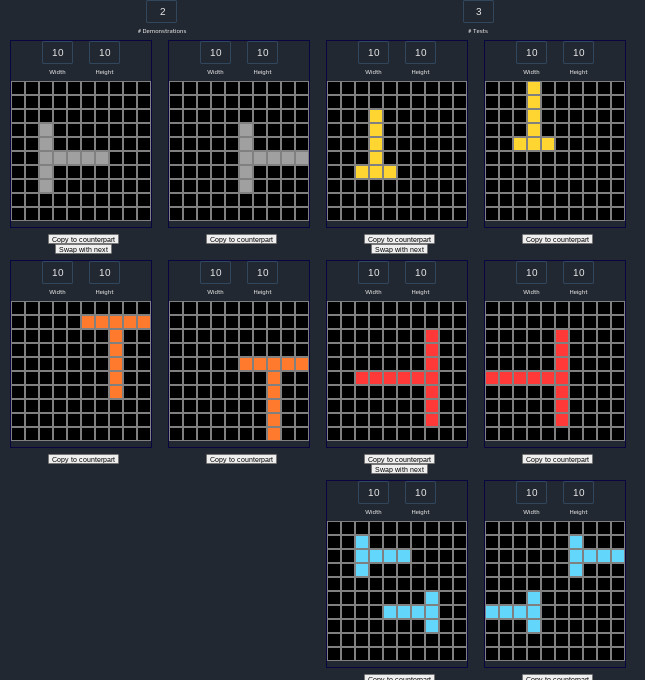 2 3
# Demonstrations # Tests
10 10 10 10 10 10 10 10
Width Height Width Height Width Height Width Height
Copy to counterpart Copy to counterpart Copy to counterpart Copy to counterpart
Swap with next Swap with next
10 10 10 10 10 10 10 10
Width Height Width Height Width Height Width Height
Copy to counterpart Copy to counterpart Copy to counterpart Copy to counterpart
Swap with next
10 10 10 10
Width Height Width Height
Copy to counterpart Copy to counterpart